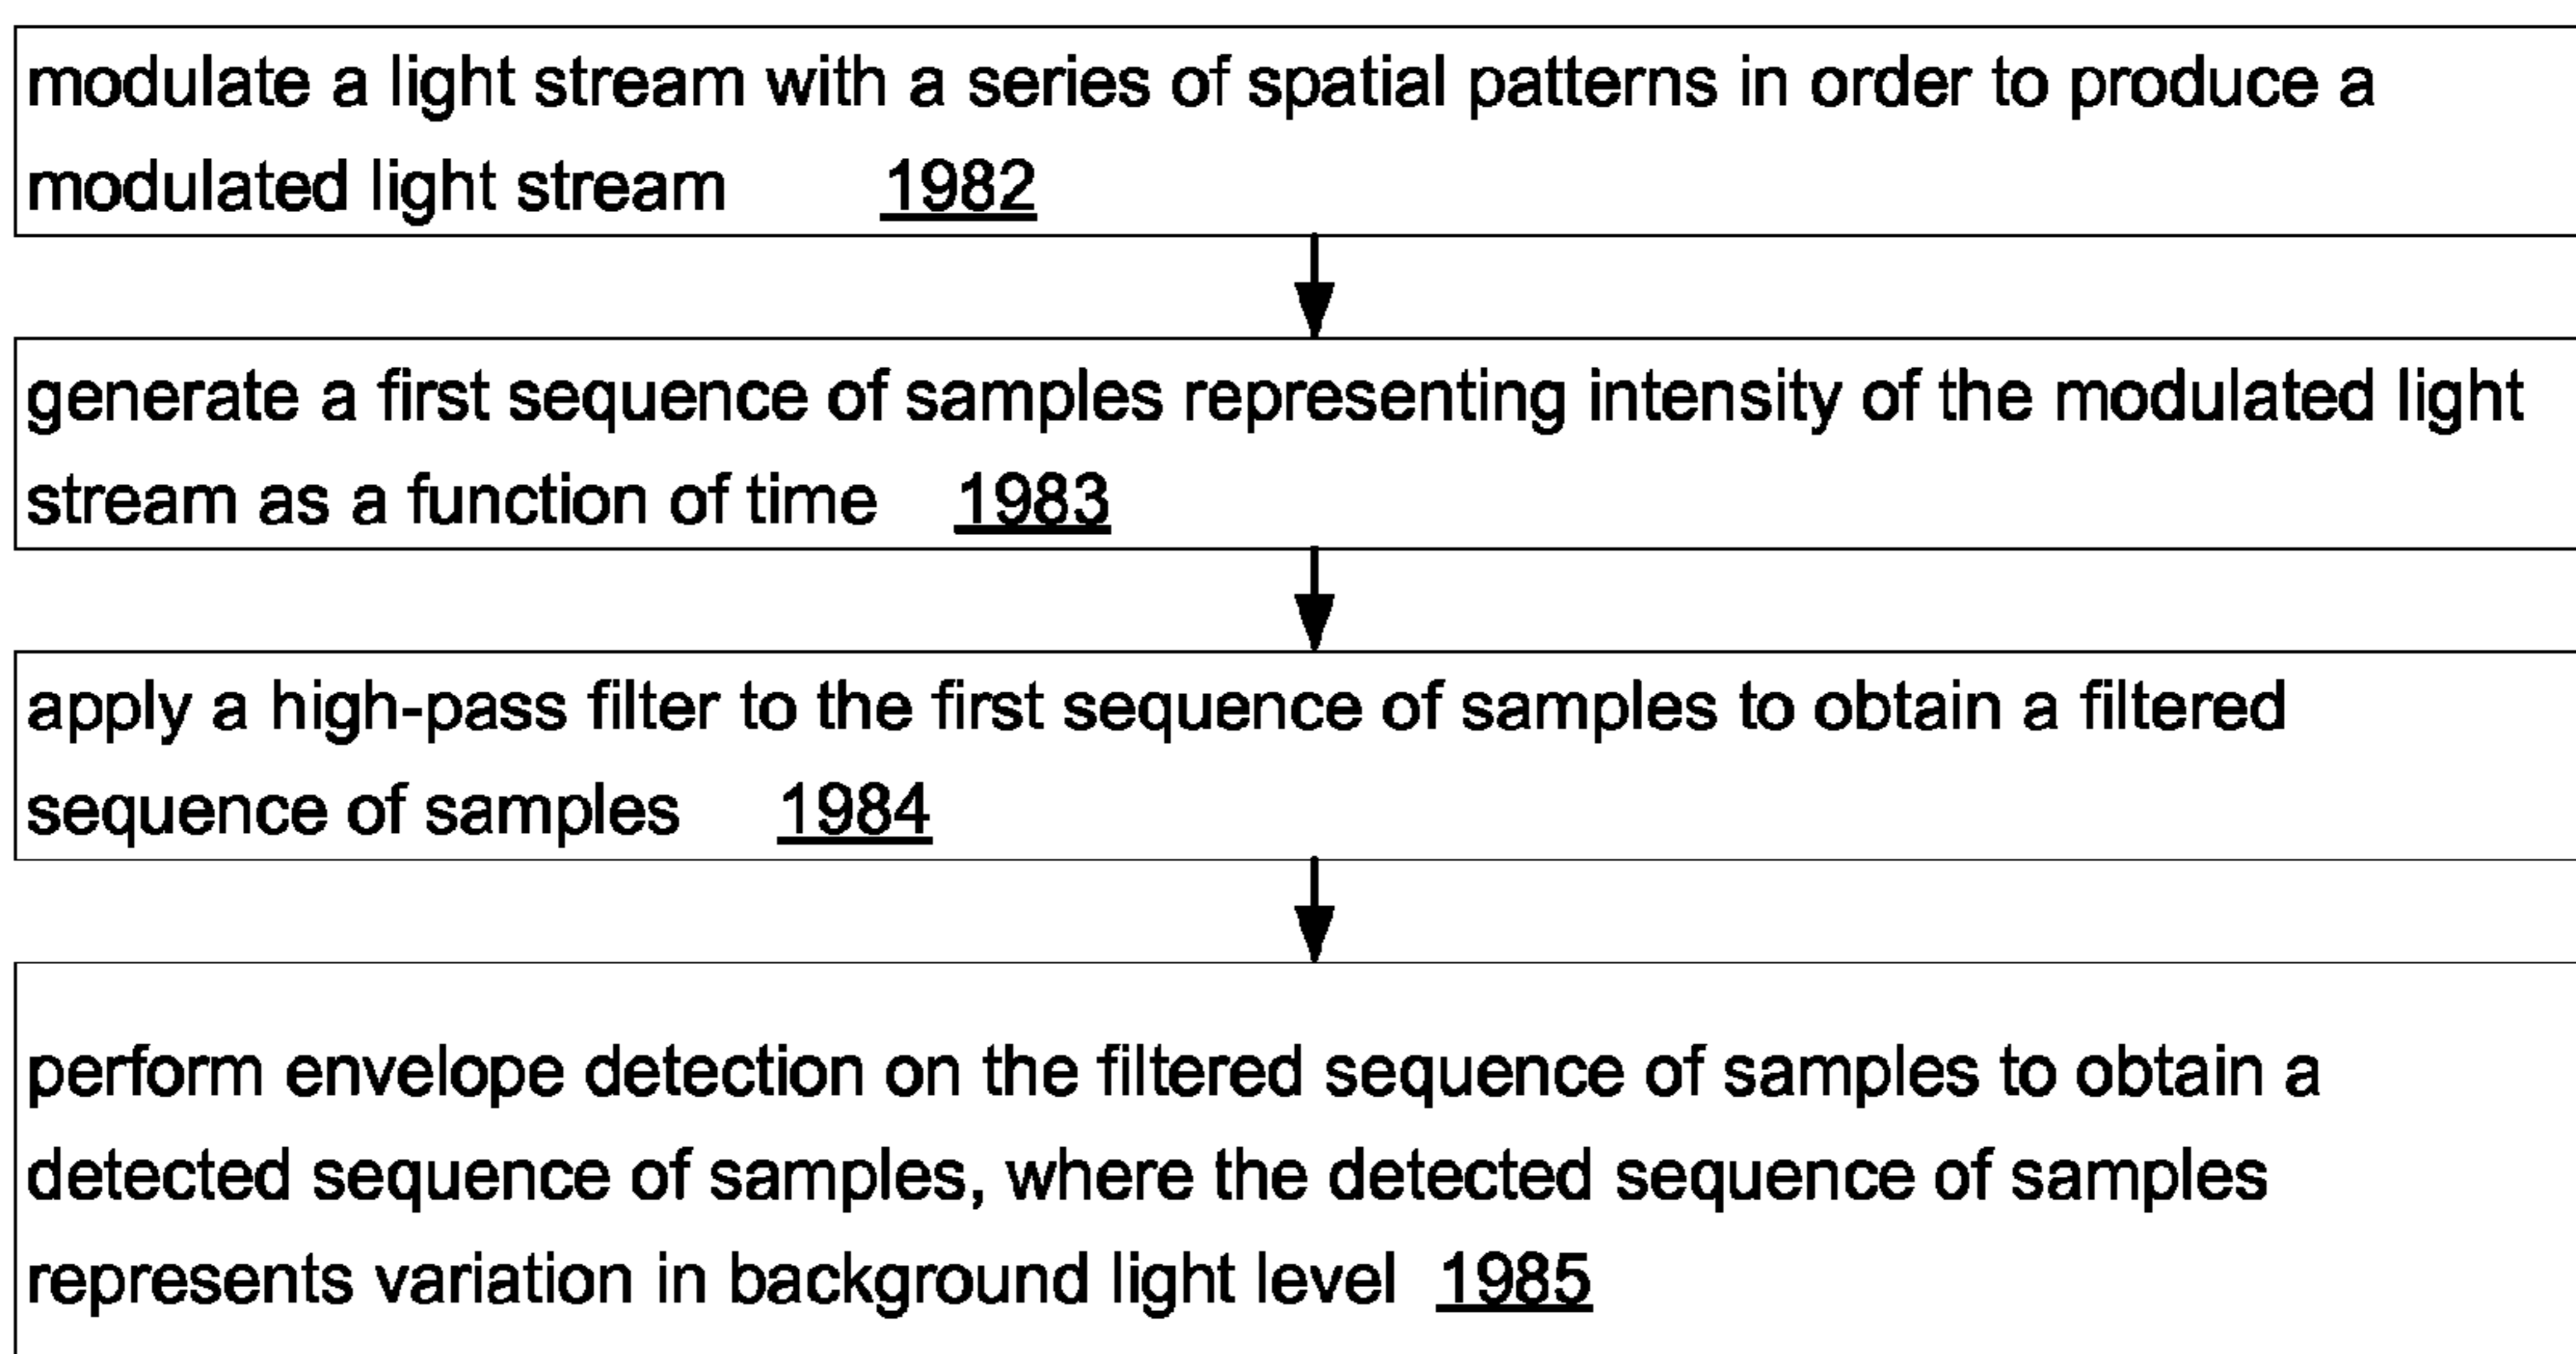 modulate a light stream with a series of spatial patterns in order to produce a
modulated light stream 1982
generate a first sequence of samples representing intensity of the modulated light
stream as a function of time 1983
apply a high-pass filter to the first sequence of samples to obtain a filtered
sequence of samples 1984
perform envelope detection on the filtered sequence of samples to obtain a
detected sequence of samples, where the detected sequence of samples
represents variation in background light level 1985